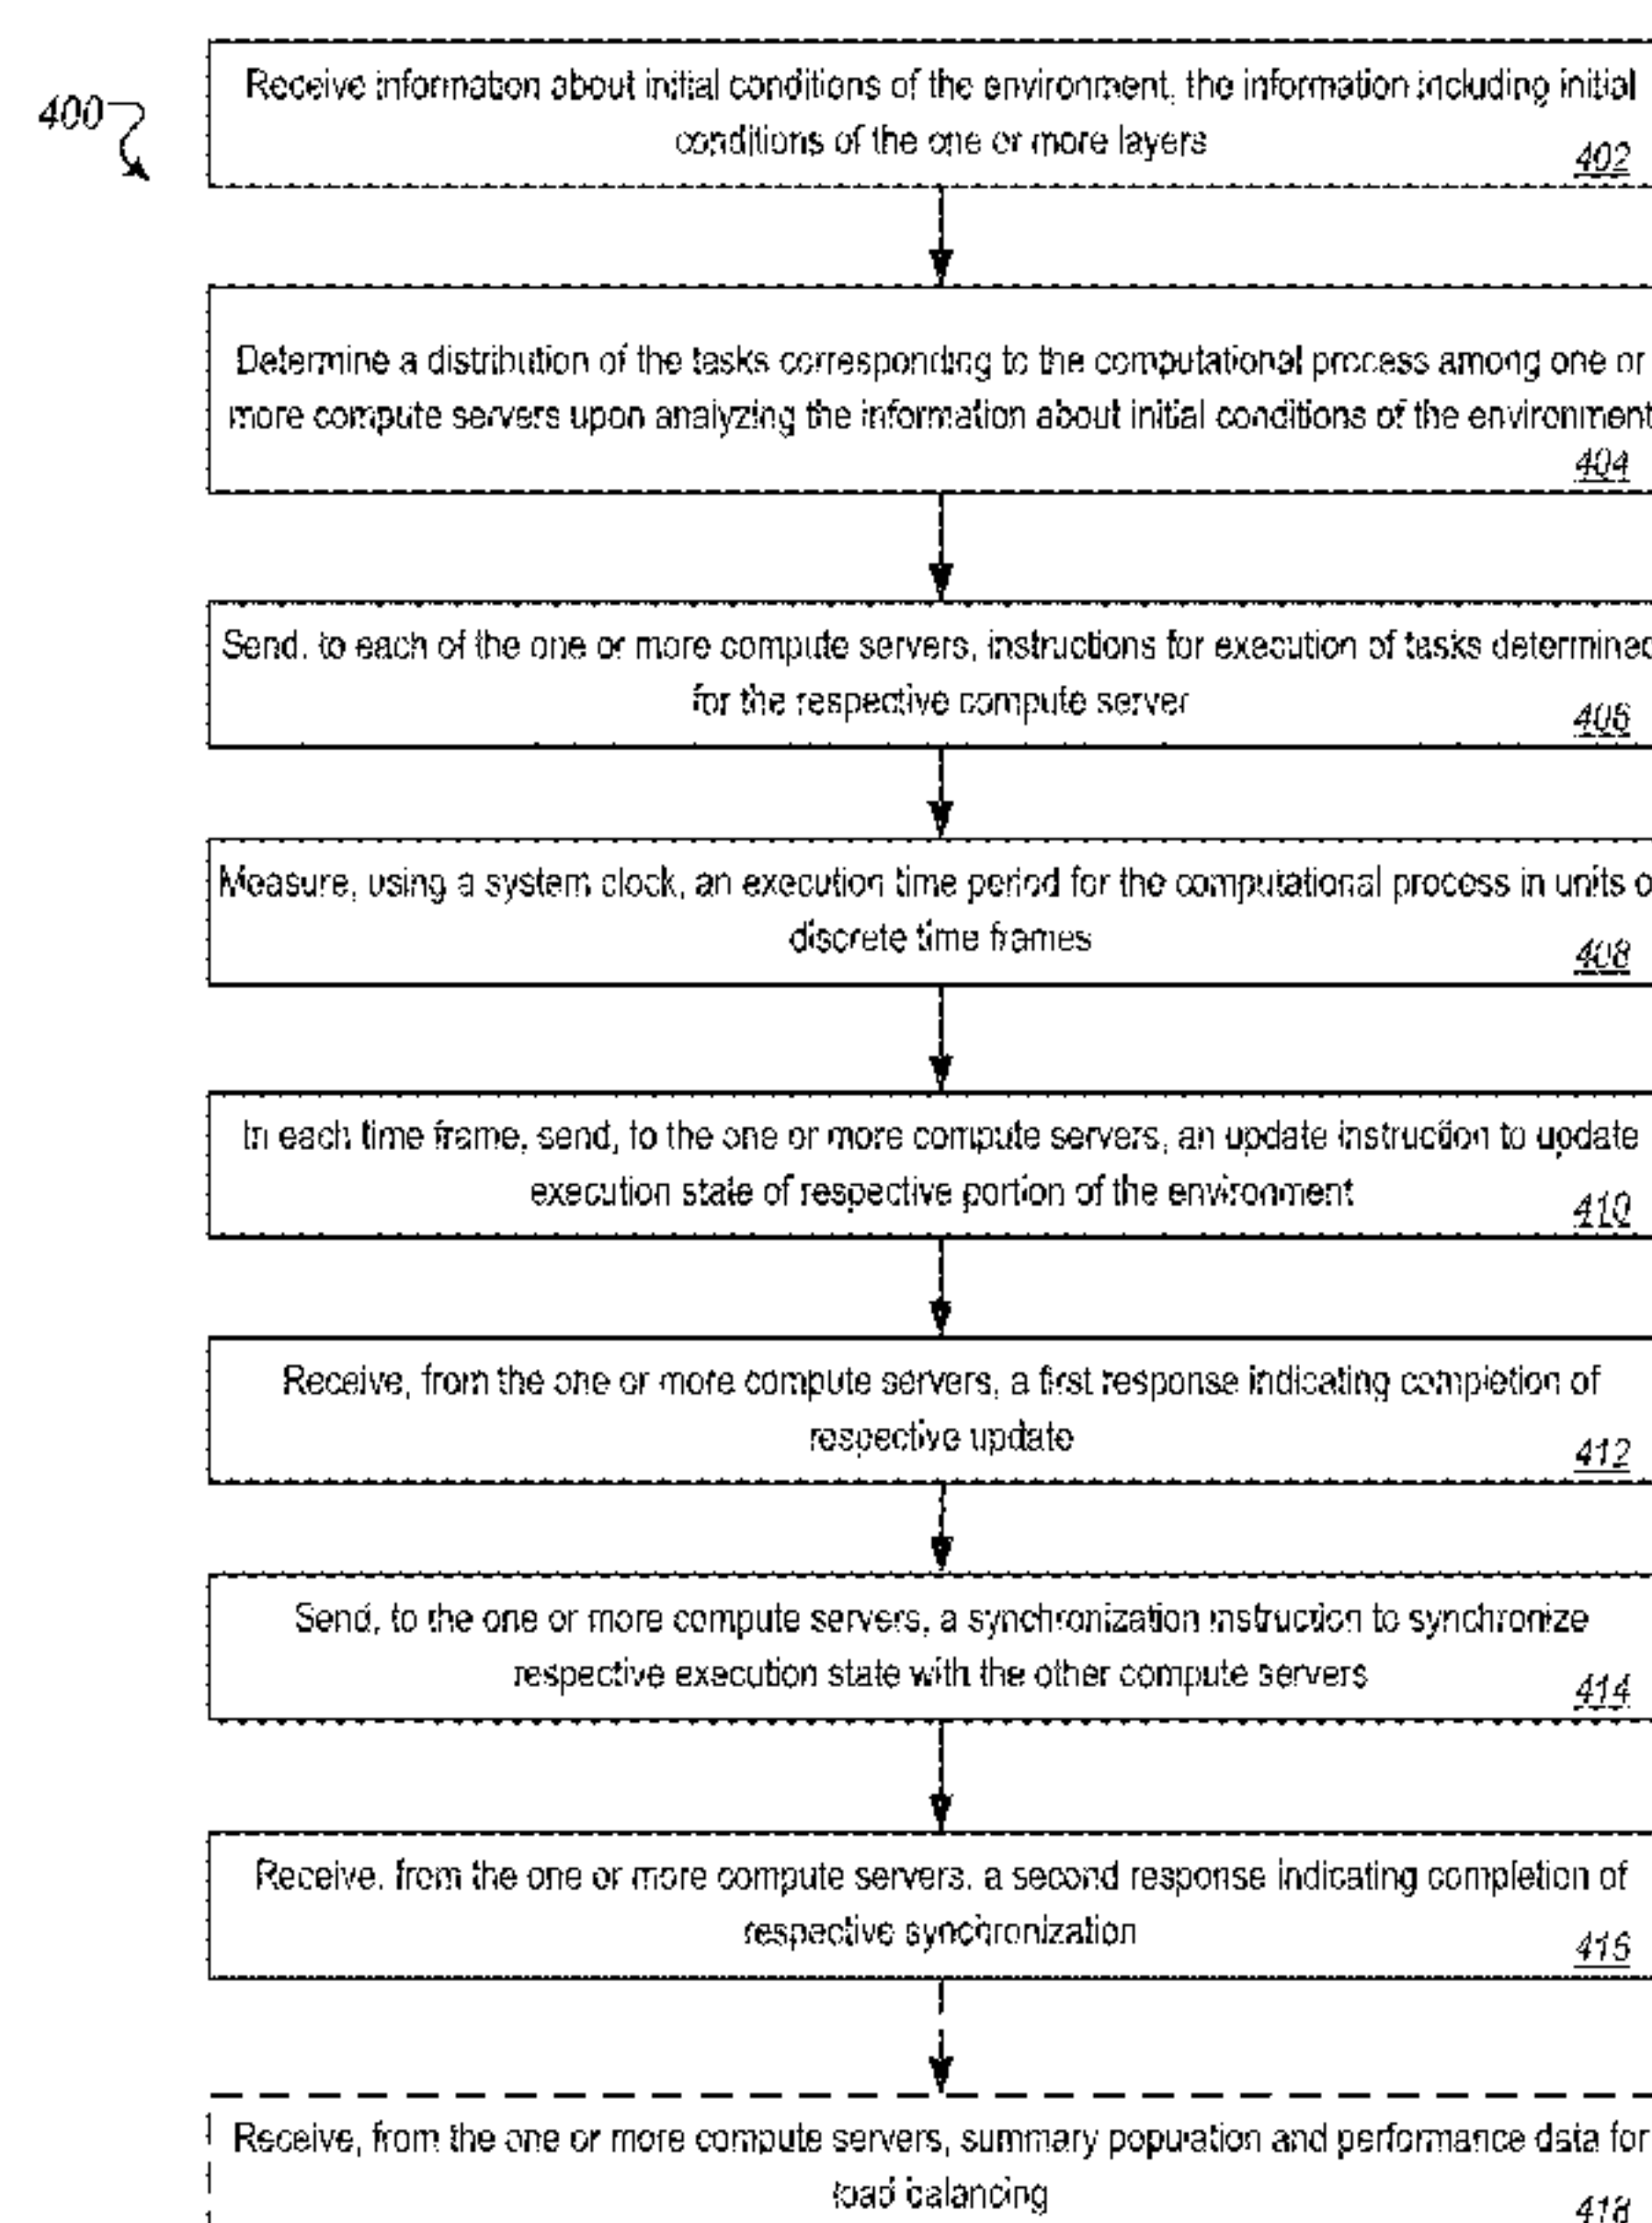 400
Receive information about initial conditions of the environment, the information including initial
conditions of the one or more layers
402
Determine a distribution of the tasks corresponding to the computational process among one or
more compute servers upon analyzing the information about initial conditions of the environment
404
Send, to each of the one or more compute servers, instructions for execution of tasks determined
for the respective compute server
406
Measure, using a system clock, an execution time period for the computational process in units o
discrete time frames
408
In each time frame, send, to the one or more compute servers, an update instruction to update
execution state of respective portion of the environment
410
Receive, from the one or more compute servers, a first response indicating completion of
respective update
412
Send, to the one or more compute servers, a synchronization instruction to synchronize
respective execution state with the other compute servers
414
Receive, from the one or more compute servers, a second response indicating completion of
respective synchronization
416
Receive, from the one or more compute servers, summary population and performance data for
load balancing
418